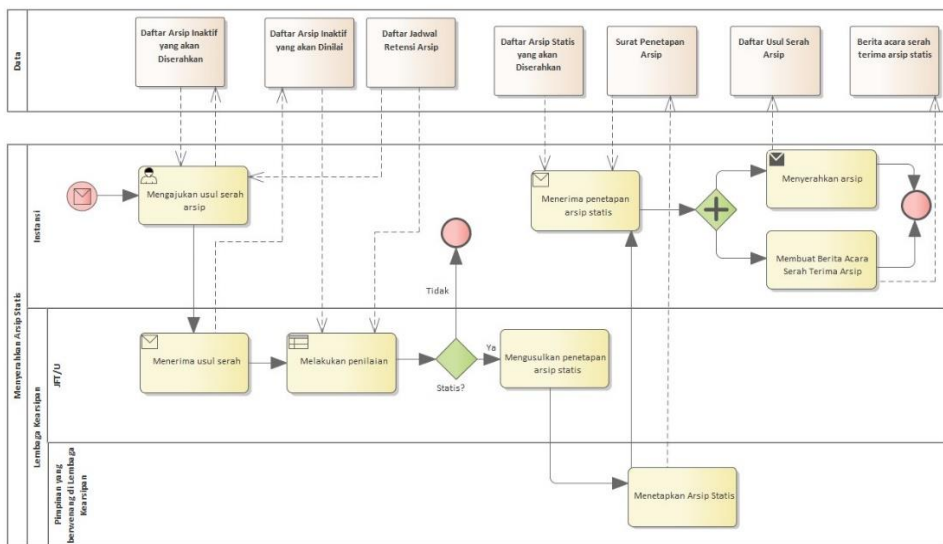 Data
Daftar Arsip Inaktif
yang akan
Diserahkan
Daftar Arsip Inaktif
yang akan Dinilai
Daftar Jadwal
Retensi Arsip
Daftar Arsip Statis
yang akan
Diserahkan
Surat Penetapan
Arsip
Daftar Usul Serah
Arsip
Berita acara serah
terima arsip statis
Menyerahkan Arsip Statis
Instansi
Mengajukan usul serah
arsip
Menerima penetapan
arsip statis
Menyerahkan arsip
Membuat Berita Acara
Serah Terima Arsip
Tidak
Lembaga Kearsipan
JFT/U
Menerima usul serah
Melakukan penilaian
Statis?
Ya
Mengusulkan penetapan
arsip statis
Pimpinan yang
berwenang di Lembaga
Kearsipan
Menetapkan Arsip Statis